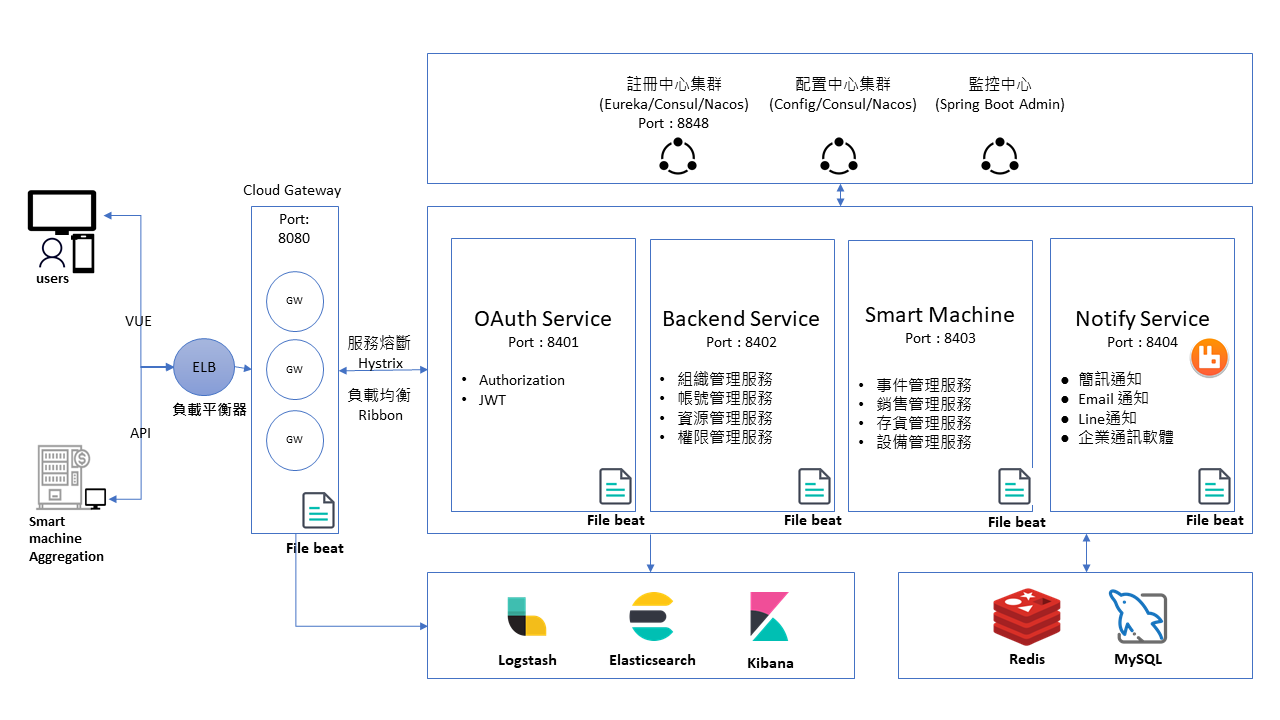 註冊中心集群
(Eureka/Consul/Nacos)
Port : 8848
配置中心集群
(Config/Consul/Nacos)
監控中心
(Spring Boot Admin)
users
VUE
API
Smart
machine
Aggregation
ELB
負載平衡器
Cloud Gateway
Port:
8080
GW
GW
GW
File beat
服務熔斷
Hystrix
負載均衡
Ribbon
OAuth Service
Port : 8401
• Authorization
• JWT
File beat
Backend Service
Port : 8402
• 組織管理服務
• 帳號管理服務
• 資源管理服務
• 權限管理服務
File beat
Smart Machine
Port : 8403
• 事件管理服務
• 銷售管理服務
• 存貨管理服務
• 設備管理服務
File beat
Notify Service
Port : 8404
● 簡訊通知
● Email 通知
● Line通知
● 企業通訊軟體
File beat
Logstash
Elasticsearch
Kibana
Redis
MySQL